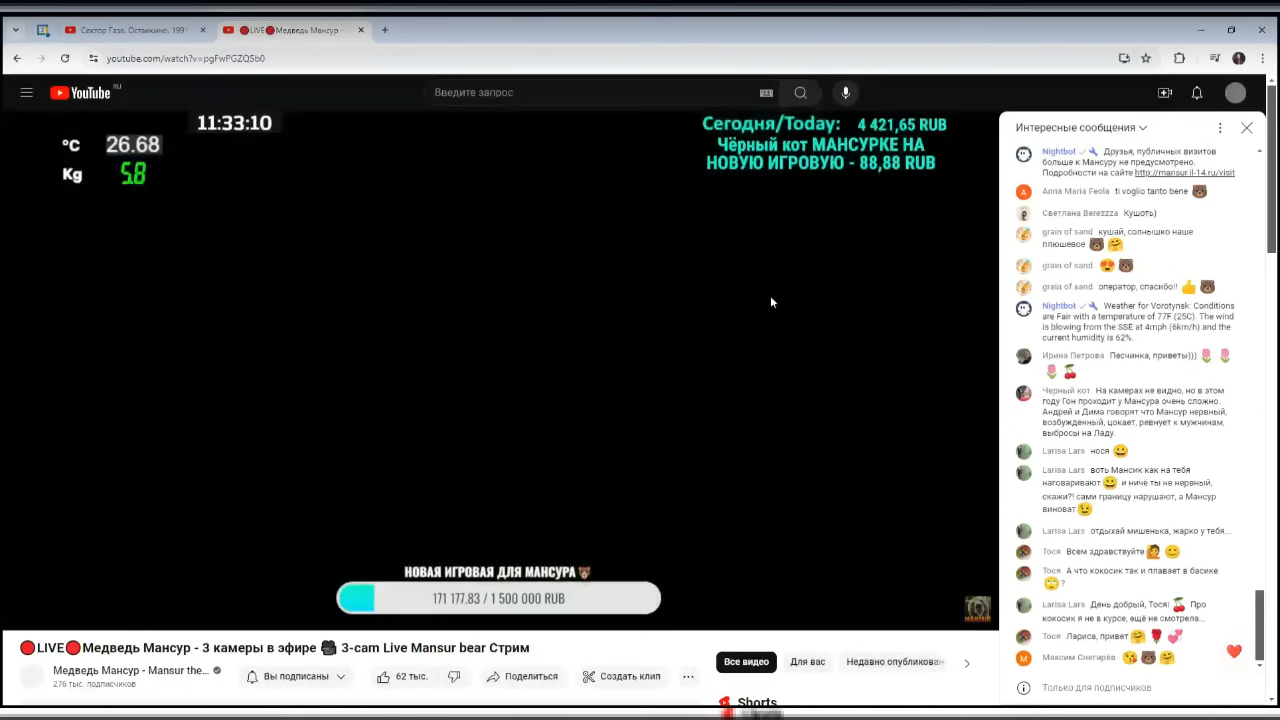 Сектор Газа. Останкино. 1991
🔴LIVE🔴Медведь Мансур -
youtube.com/watch?v=pgFwPGZQ5b0
YouTube RU
Введите запрос
11:33:10
°C 26.68
Kg 5.8
Сегодня/Today: 4 421,65 RUB
Чёрный кот МАНСУРКЕ НА
НОВУЮ ИГРОВУЮ - 88,88 RUB
НОВАЯ ИГРОВАЯ ДЛЯ МАНСУРА🐻
171 177.83 / 1 500 000 RUB
MANSUR
🔴LIVE🔴Медведь Мансур - 3 камеры в эфире 🎥 3-cam Live Mansur bear Стрим
Медведь Мансур - Mansur the...
276 тыс. подписчиков
Вы подписаны
62 тыс.
Поделиться
Создать клип
Все видео
Для вас
Недавно опубликован
Shorts
Интересные сообщения
Nightbot Друзья, публичных визитов
больше к Мансуру не предусмотрено.
Подробности на сайте http://mansur.il-14.ru/visit
Anna Maria Feola ti voglio tanto bene 🐻
Светлана Berezzza Кушоть)
grain of sand кушай, солнышко наше
плюшевое 🐻🤗
grain of sand 😍🐻
grain of sand оператор, спасибо!! 👍🐻
Nightbot Weather for Vorotynsk: Conditions
are Fair with a temperature of 77F (25C). The wind
is blowing from the SSE at 4mph (6km/h) and the
current humidity is 62%.
Ирина Петрова Песчинка, приветы))) 🌷🌷
🌷🍒
Черный кот На камерах не видно, но в этом
году Гон проходит у Мансура очень сложно.
Андрей и Дима говорят что Мансур нервный,
возбужденный, цокает, ревнует к мужчинам,
выбросы на Ладу.
Larisa Lars нося 😀
Larisa Lars воть Мансик как на тебя
наговаривают 😀 и ничё ты не нервный,
скажи?! сами границу нарушают, а Мансур
виноват 😉
Larisa Lars отдыхай мишенька, жарко у тебя...
Тося Всем здравствуйте 🙋 😊
Тося А что кокосик так и плавает в басике
🙄?
Larisa Lars День добрый, Тося! 🍒 Про
кокосик я не в курсе, ещё не смотрела...
Тося Лариса, привет 🤗🌹💞
Максим Снегирёв 😘🐻🤗
Только для подписчиков